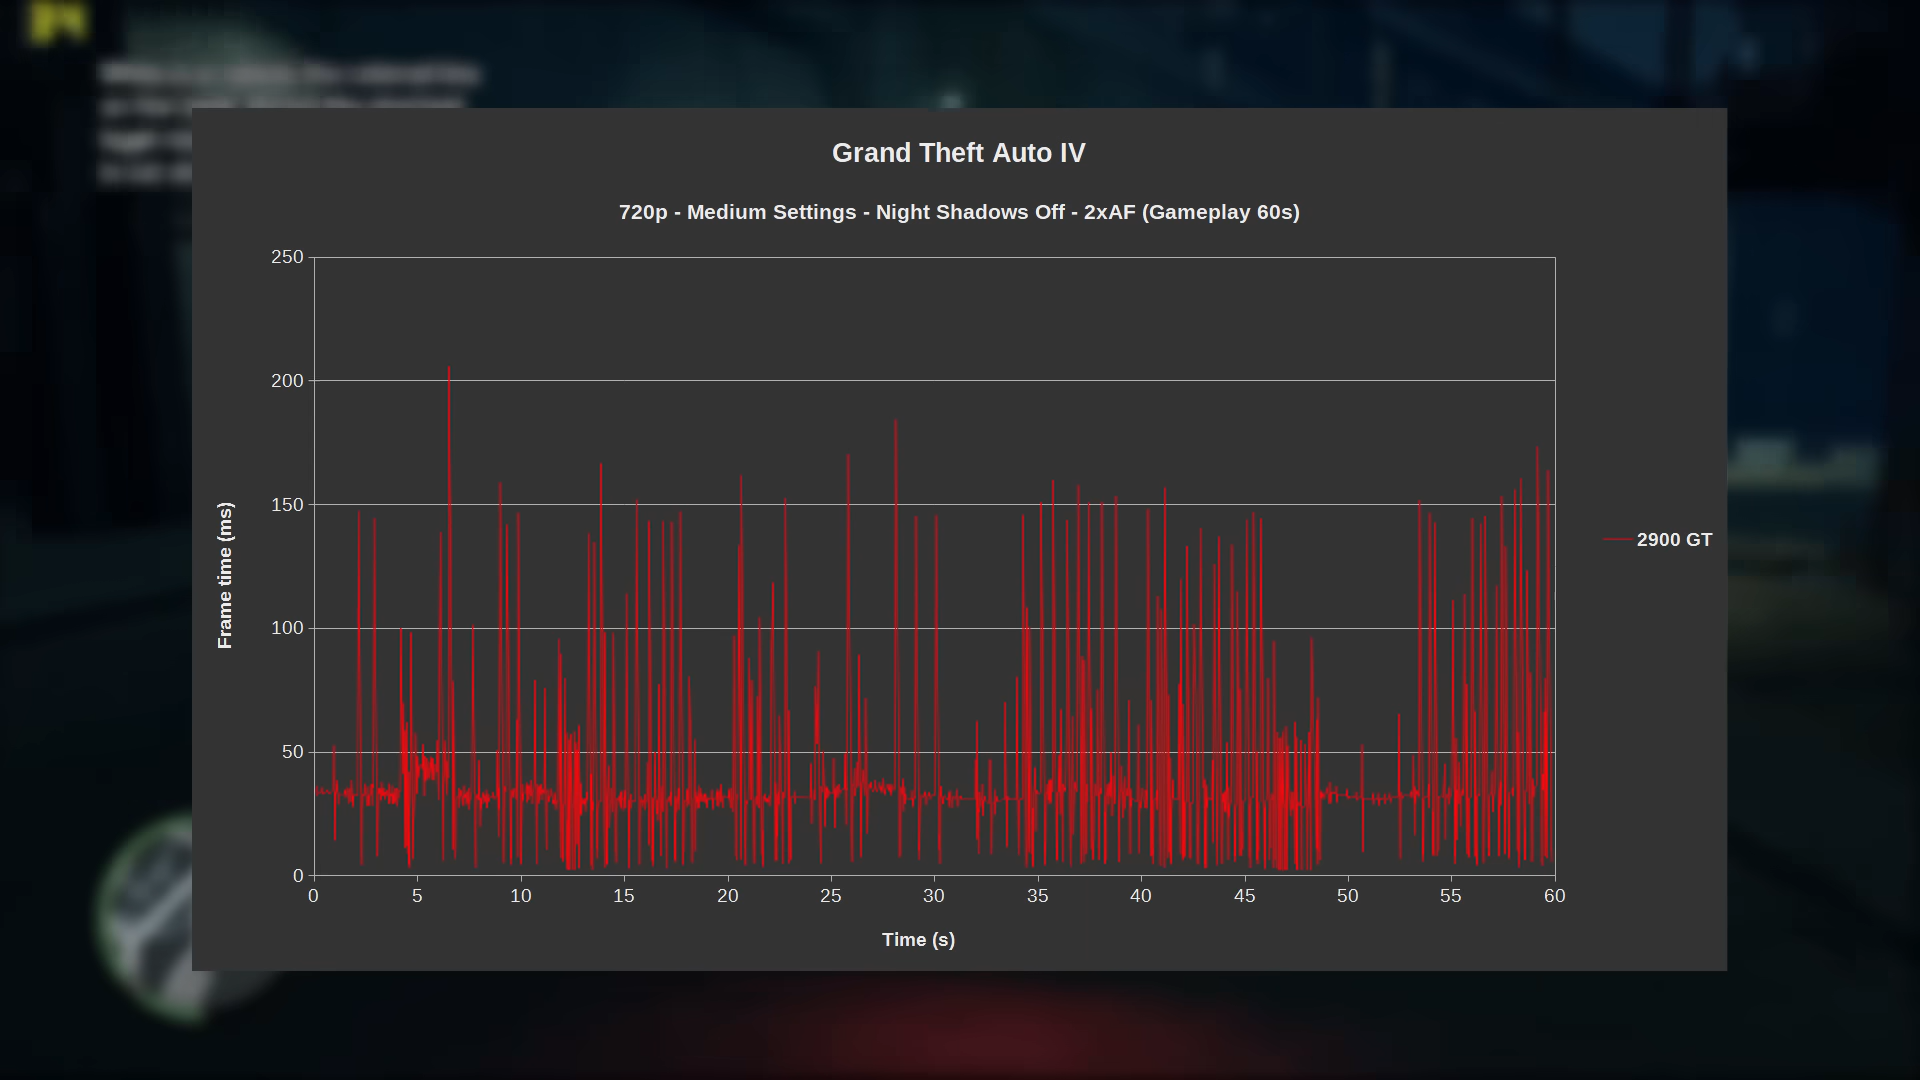 Grand Theft Auto IV
720p - Medium Settings - Night Shadows Off - 2xAF (Gameplay 60s)
250
200
150
100
50
0
Frame time (ms)
0 5 10 15 20 25 30 35 40 45 50 55 60
Time (s)
2900 GT